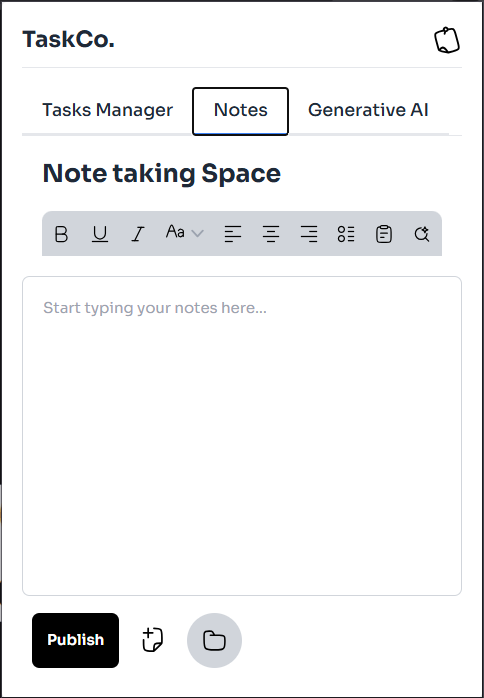 TaskCo.
Tasks Manager Notes Generative AI
Note taking Space
B U I Aa
Start typing your notes here...
Publish